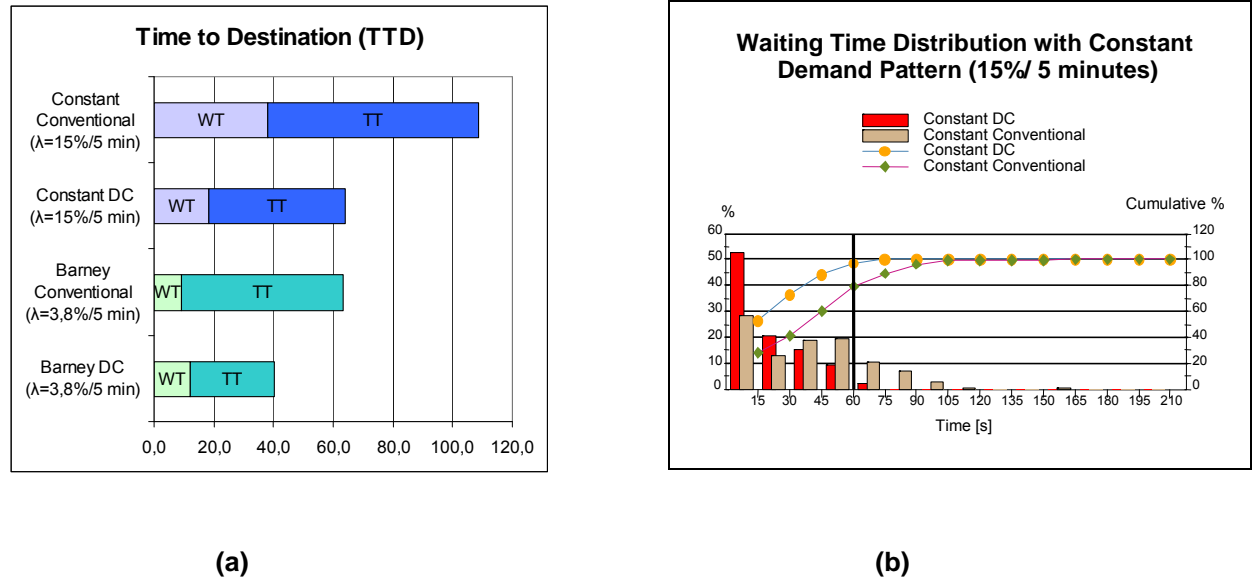 Time to Destination (TTD)
Constant
Conventional
(λ=15%/5 min)
WT
TT
Constant DC
(λ=15%/5 min)
WT
TT
Barney
Conventional
(λ=3,8%/5 min)
WT
TT
Barney DC
(λ=3,8%/5 min)
WT
TT
0,0 20,0 40,0 60,0 80,0 100,0 120,0
(a)
Waiting Time Distribution with Constant
Demand Pattern (15%/ 5 minutes)
Constant DC
Constant Conventional
Constant DC
Constant Conventional
%
Cumulative %
60
50
40
30
20
10
0
120
100
80
60
40
20
0
15 30 45 60 75 90 105 120 135 150 165 180 195 210
Time [s]
(b)